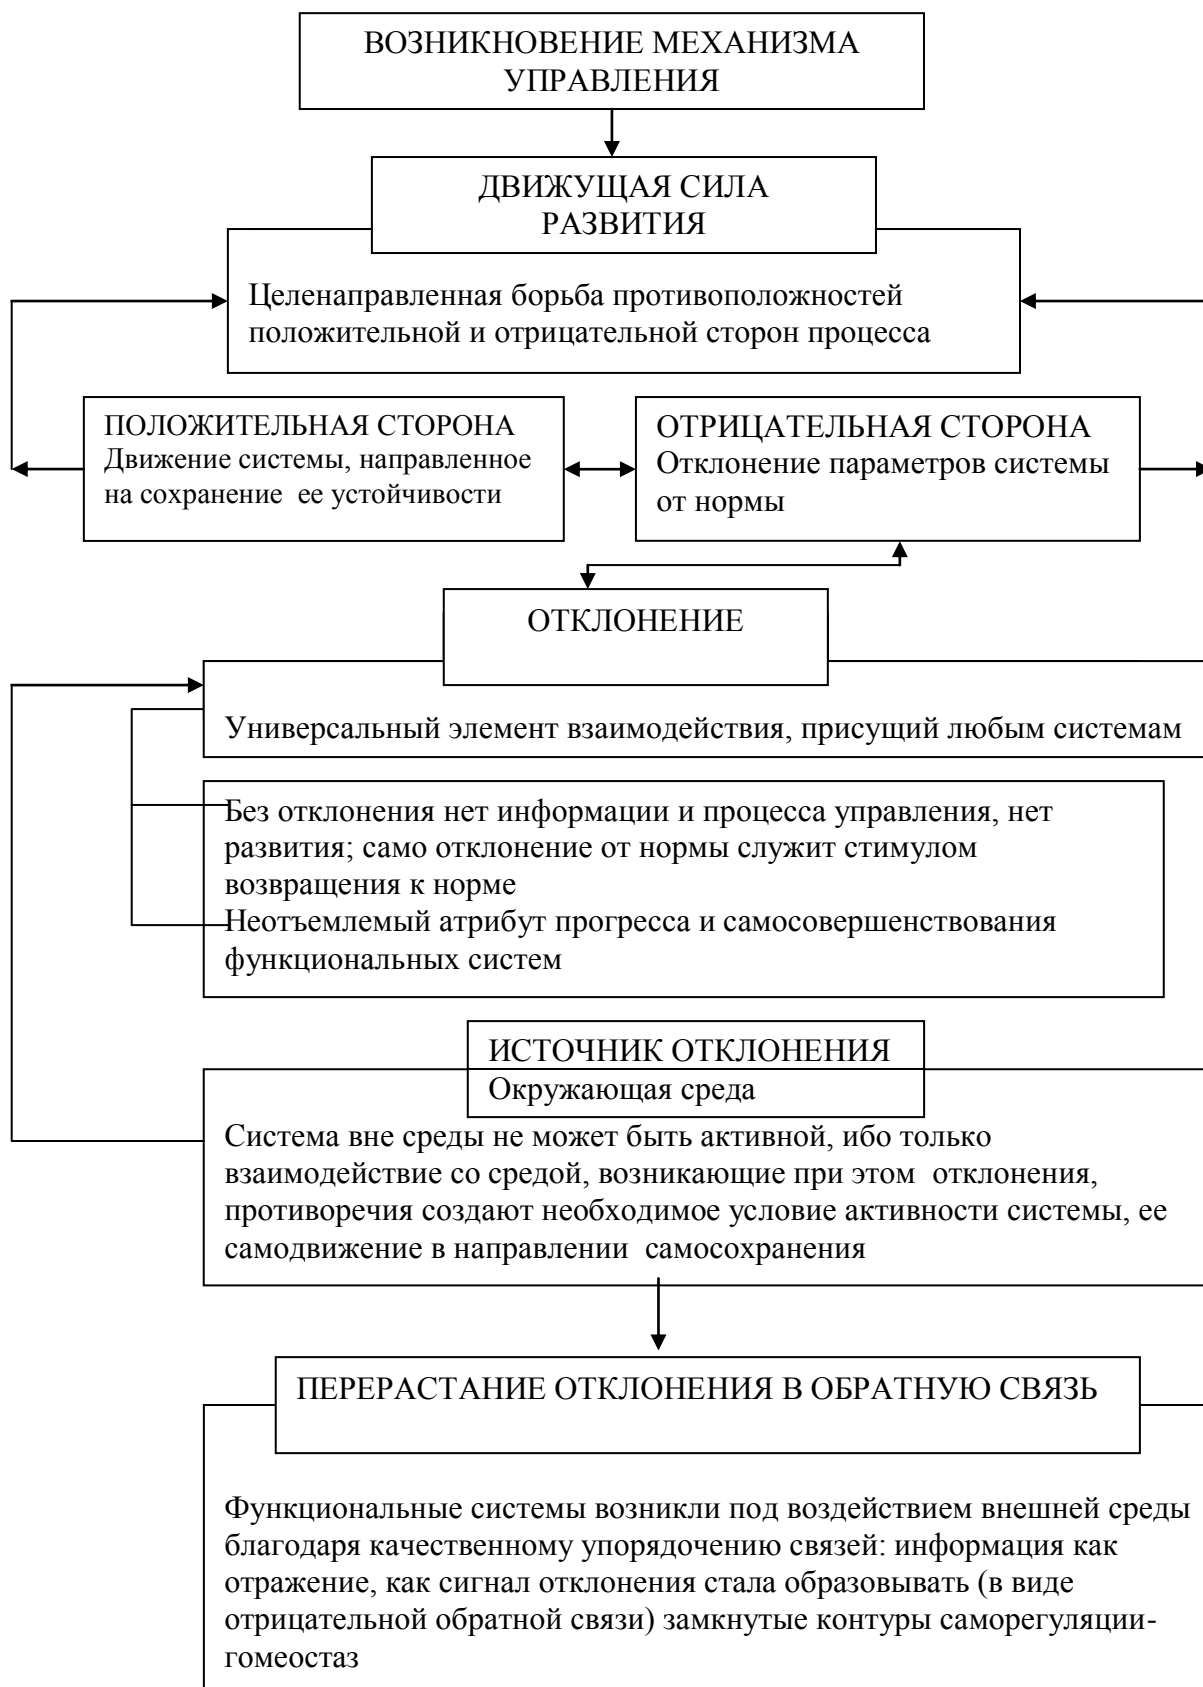 ВОЗНИКНОВЕНИЕ МЕХАНИЗМА
УПРАВЛЕНИЯ
ДВИЖУЩАЯ СИЛА
РАЗВИТИЯ
Целенаправленная борьба противоположностей
положительной и отрицательной сторон процесса
ПОЛОЖИТЕЛЬНАЯ СТОРОНА
Движение системы, направленное
на сохранение ее устойчивости
ОТРИЦАТЕЛЬНАЯ СТОРОНА
Отклонение параметров системы
от нормы
ОТКЛОНЕНИЕ
Универсальный элемент взаимодействия, присущий любым системам
Без отклонения нет информации и процесса управления, нет
развития; само отклонение от нормы служит стимулом
возвращения к норме
Неотъемлемый атрибут прогресса и самосовершенствования
функциональных систем
ИСТОЧНИК ОТКЛОНЕНИЯ
Окружающая среда
Система вне среды не может быть активной, ибо только
взаимодействие со средой, возникающие при этом отклонения,
противоречия создают необходимое условие активности системы, ее
самодвижение в направлении самосохранения
ПЕРЕРАСТАНИЕ ОТКЛОНЕНИЯ В ОБРАТНУЮ СВЯЗЬ
Функциональные системы возникли под воздействием внешней среды
благодаря качественному упорядочению связей: информация как
отражение, как сигнал отклонения стала образовывать (в виде
отрицательной обратной связи) замкнутые контуры саморегуляции-
гомеостаз